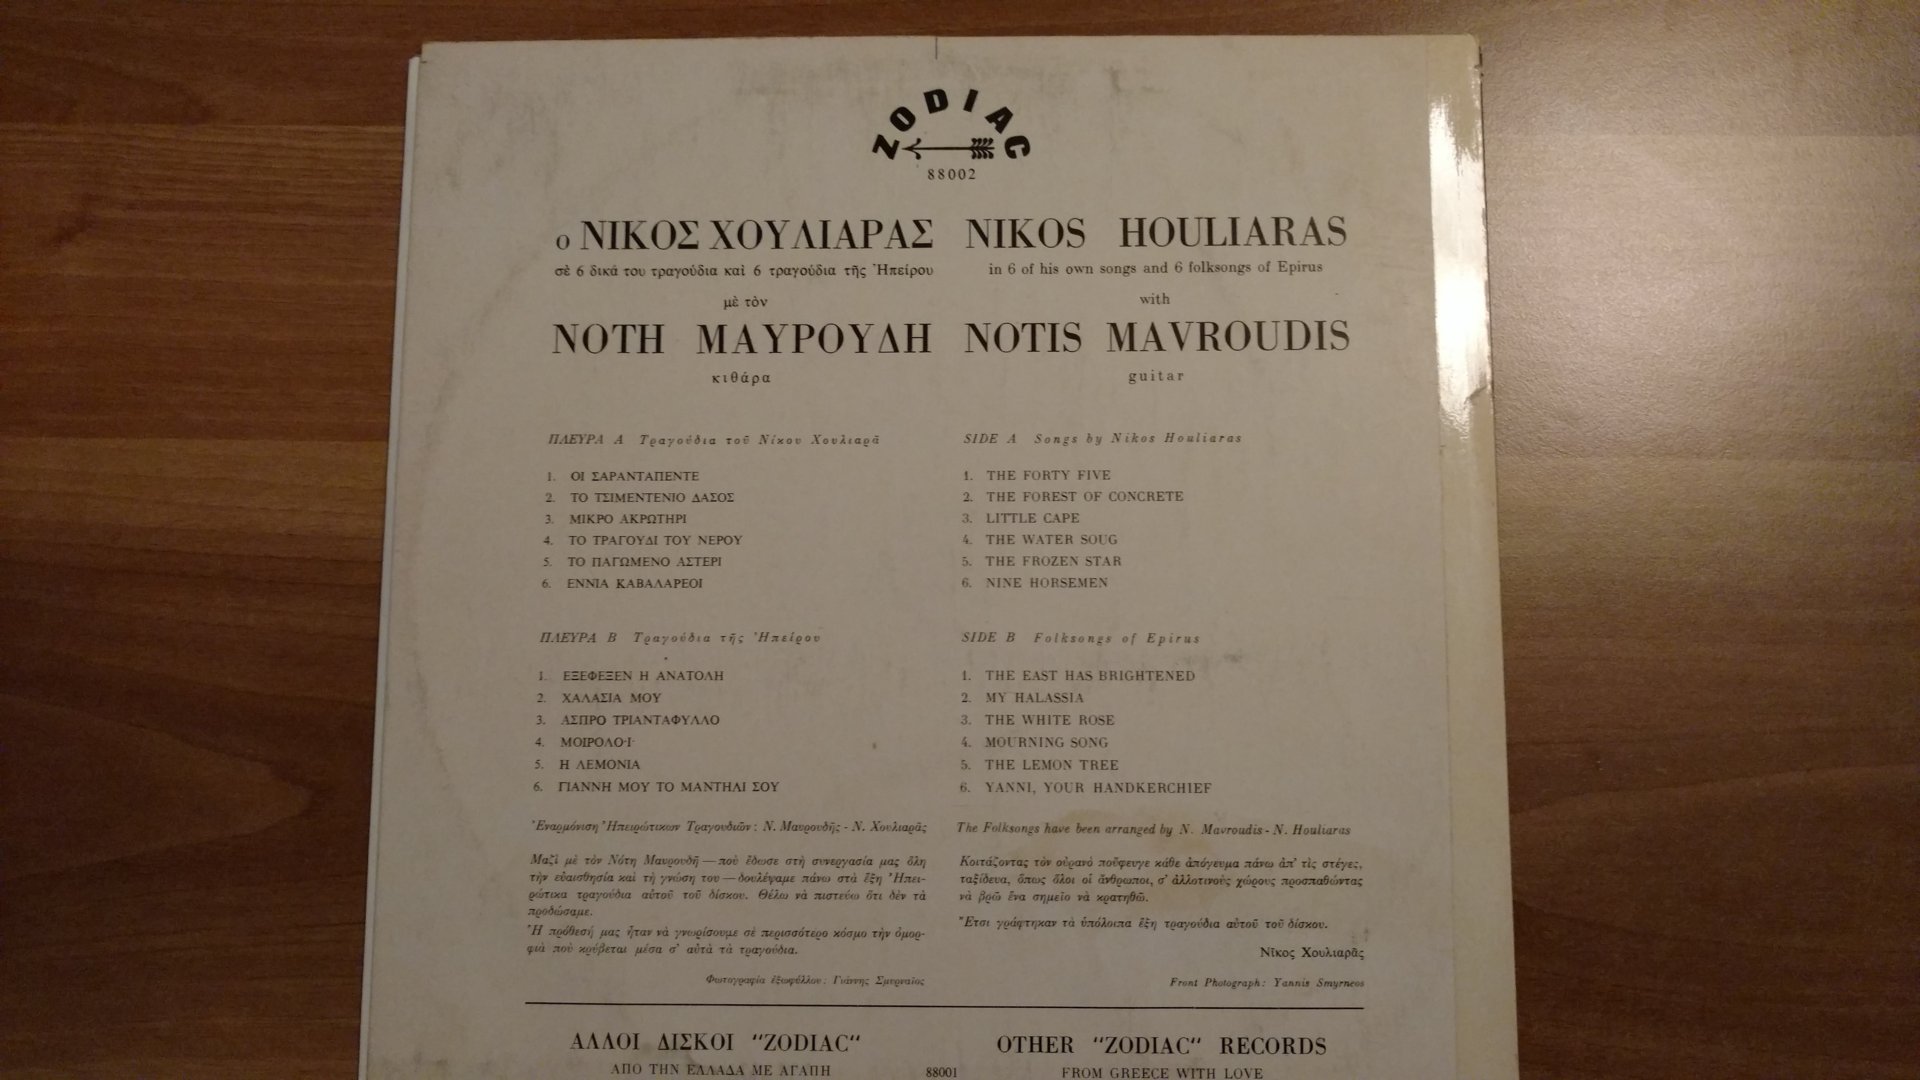 ZODIAC
88002
ο ΝΙΚΟΣ ΧΟΥΛΙΑΡΑΣ
σὲ 6 δικά του τραγούδια καὶ 6 τραγούδια τῆς Ἠπείρου
μὲ τὸν
ΝΟΤΗ ΜΑΥΡΟΥΔΗ
κιθάρα
NIKOS HOULIARAS
in 6 of his own songs and 6 folksongs of Epirus
with
NOTIS MAVROUDIS
guitar
ΠΛΕΥΡΑ Α Τραγούδια τοῦ Νίκου Χουλιαρᾶ
1. ΟΙ ΣΑΡΑΝΤΑΠΕΝΤΕ
2. ΤΟ ΤΣΙΜΕΝΤΕΝΙΟ ΔΑΣΟΣ
3. ΜΙΚΡΟ ΑΚΡΩΤΗΡΙ
4. ΤΟ ΤΡΑΓΟΥΔΙ ΤΟΥ ΝΕΡΟΥ
5. ΤΟ ΠΑΓΩΜΕΝΟ ΑΣΤΕΡΙ
6. ΕΝΝΙΑ ΚΑΒΑΛΑΡΕΟΙ
SIDE A Songs by Nikos Houliaras
1. THE FORTY FIVE
2. THE FOREST OF CONCRETE
3. LITTLE CAPE
4. THE WATER SOUG
5. THE FROZEN STAR
6. NINE HORSEMEN
ΠΛΕΥΡΑ Β Τραγούδια τῆς Ἠπείρου
1. ΕΞΕΦΕΞΕΝ Η ΑΝΑΤΟΛΗ
2. ΧΑΛΑΣΙΑ ΜΟΥ
3. ΑΣΠΡΟ ΤΡΙΑΝΤΑΦΥΛΛΟ
4. ΜΟΙΡΟΛΟ·Ι·
5. Η ΛΕΜΟΝΙΑ
6. ΓΙΑΝΝΗ ΜΟΥ ΤΟ ΜΑΝΤΗΛΙ ΣΟΥ
SIDE B Folksongs of Epirus
1. THE EAST HAS BRIGHTENED
2. MY HALASSIA
3. THE WHITE ROSE
4. MOURNING SONG
5. THE LEMON TREE
6. YANNI, YOUR HANDKERCHIEF
Ἐναρμόνιση Ἠπειρώτικων Τραγουδιῶν: Ν. Μαυρουδῆς - Ν. Χουλιαρᾶς
The Folksongs have been arranged by N. Mavroudis - N. Houliaras
Μαζὶ μὲ τὸν Νότη Μαυρουδῆ — ποὺ ἔδωσε στὴ συνεργασία μας ὅλη
τὴν εὐαισθησία καὶ τὴ γνώση του — δουλέψαμε πάνω στὰ ἕξη Ἠπει-
ρώτικα τραγούδια αὐτοῦ τοῦ δίσκου. Θέλω νὰ πιστεύω ὅτι δὲν τὰ
προδώσαμε.
Ἡ πρόθεσή μας ἦταν νὰ γνωρίσουμε σὲ περισσότερο κόσμο τὴν ὀμορ-
φιὰ ποὺ κρύβεται μέσα σ' αὐτὰ τὰ τραγούδια.
Κοιτάζοντας τὸν οὐρανὸ ποὔφευγε κάθε ἀπόγευμα πάνω ἀπ' τὶς στέγες,
ταξίδευα, ὅπως ὅλοι οἱ ἄνθρωποι, σ' ἀλλοτινοὺς χώρους προσπαθώντας
νὰ βρῶ ἕνα σημεῖο νὰ κρατηθῶ.
Ἔτσι γράφτηκαν τὰ ὑπόλοιπα ἕξη τραγούδια αὐτοῦ τοῦ δίσκου.
Νῖκος Χουλιαρᾶς
Φωτογραφία ἐξωφύλλου: Γιάννης Σμυρναῖος
Front Photograph: Yannis Smyrneos
ΑΛΛΟΙ ΔΙΣΚΟΙ "ZODIAC"
OTHER "ZODIAC" RECORDS
ΑΠΟ ΤΗΝ ΕΛΛΑΔΑ ΜΕ ΑΓΑΠΗ 88001 FROM GREECE WITH LOVE